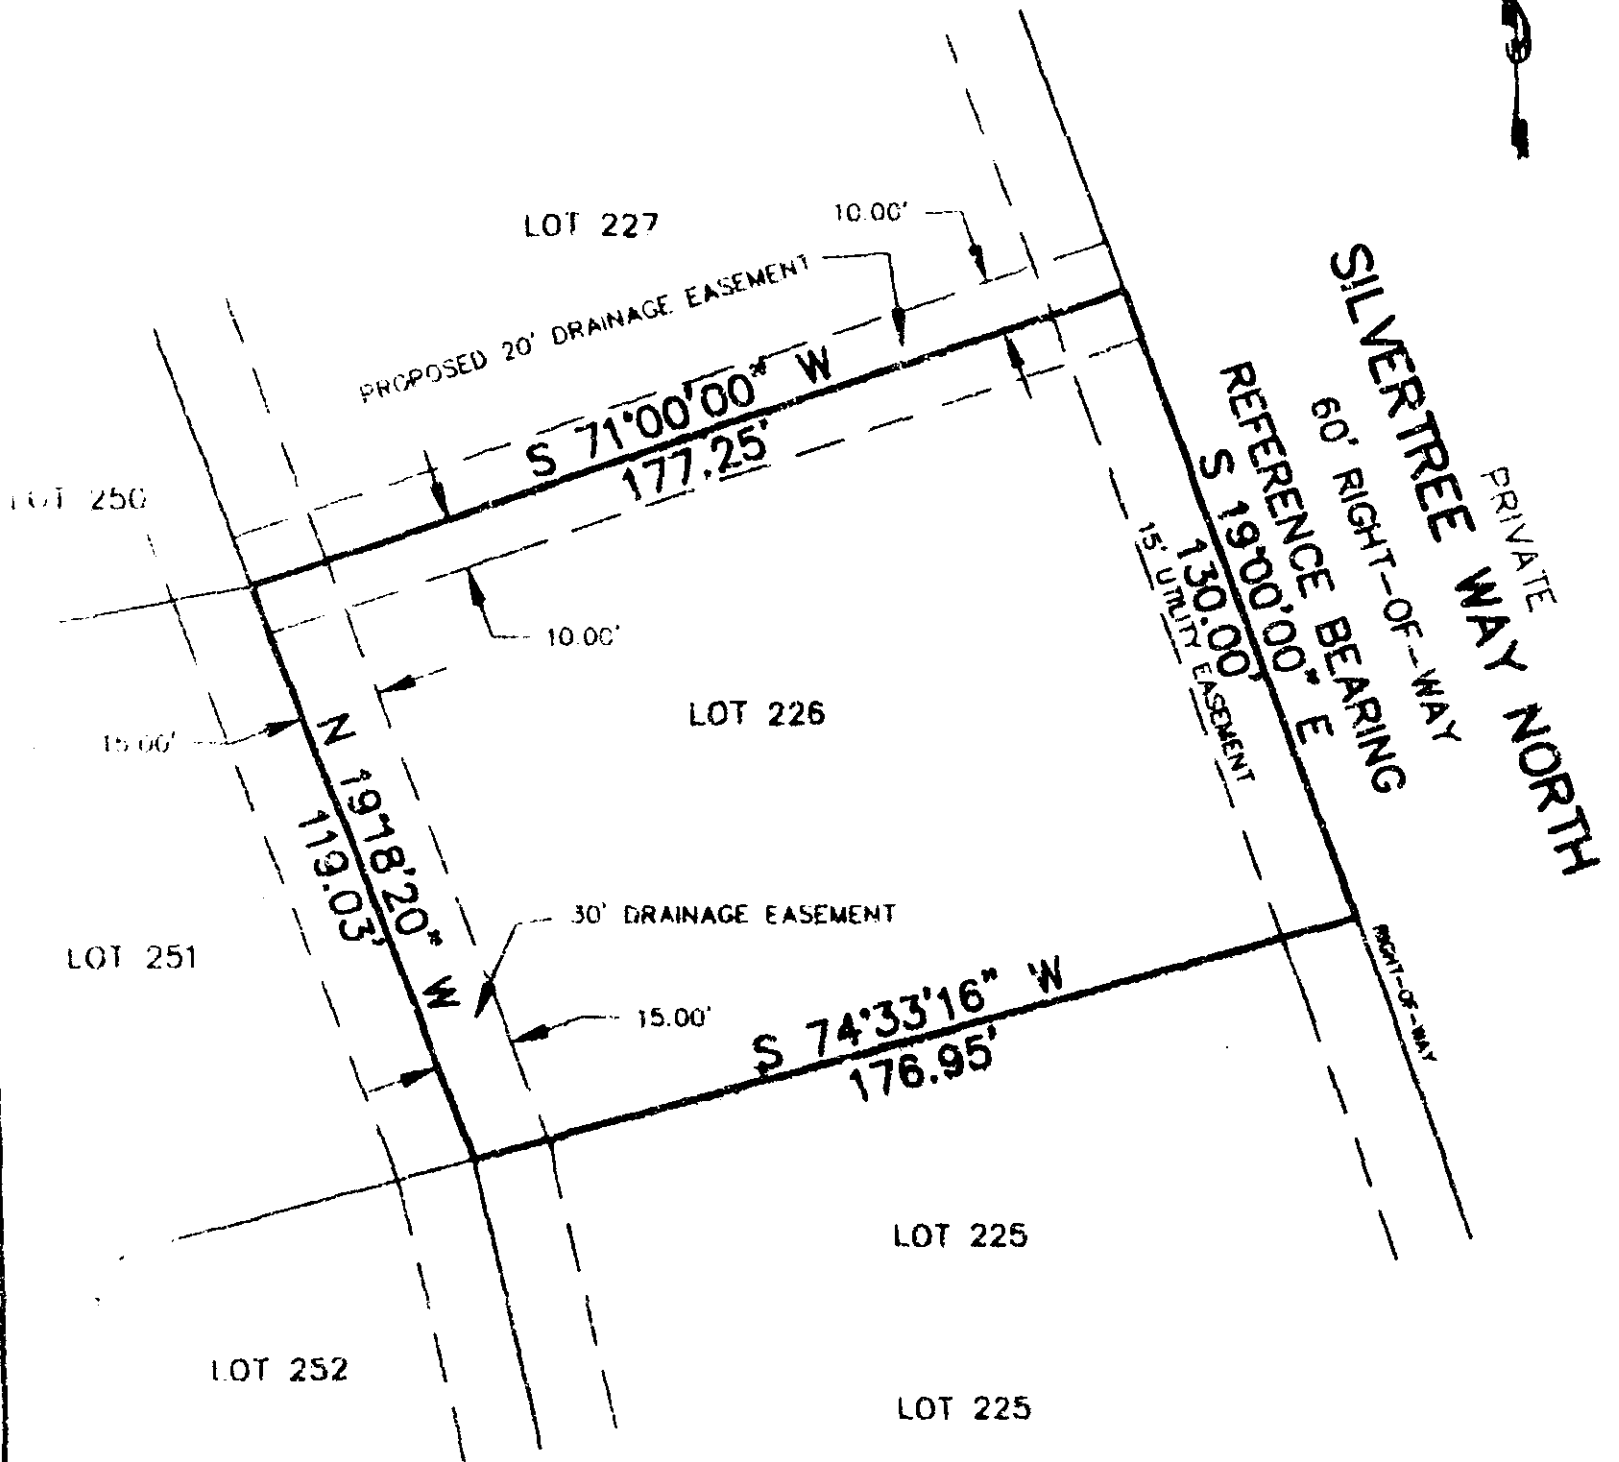 LOT 227
10.00'
PROPOSED 20' DRAINAGE EASEMENT
S 71°00'00" W
177.25'
LOT 250
10.00'
15.00'
LOT 226
N 19°18'20" W
119.03'
LOT 251
30' DRAINAGE EASEMENT
15.00'
S 74°33'16" W
176.95'
15' UTILITY EASEMENT
130.00'
S 19°00'00" E
REFERENCE BEARING
60' RIGHT-OF-WAY
SILVERTREE WAY NORTH
PRIVATE
RIGHT-OF-WAY
LOT 225
LOT 252
LOT 225